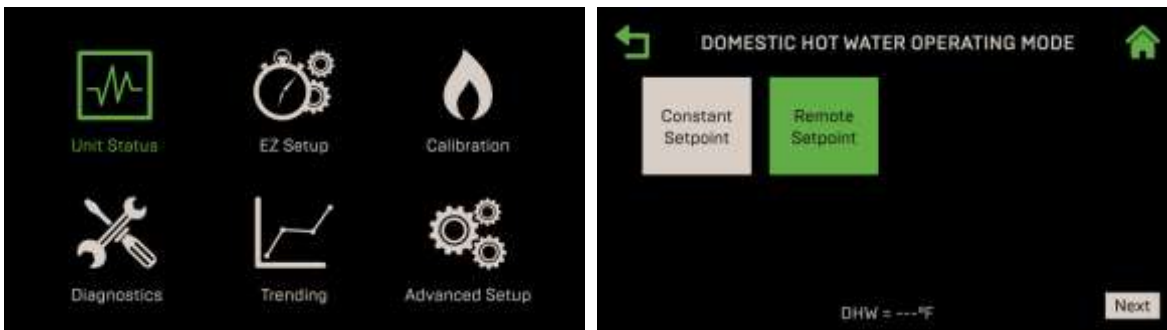 Unit Status
EZ Setup
Calibration
Diagnostics
Trending
Advanced Setup
DOMESTIC HOT WATER OPERATING MODE
Constant
Setpoint
Remote
Setpoint
DHW = ---°F
Next